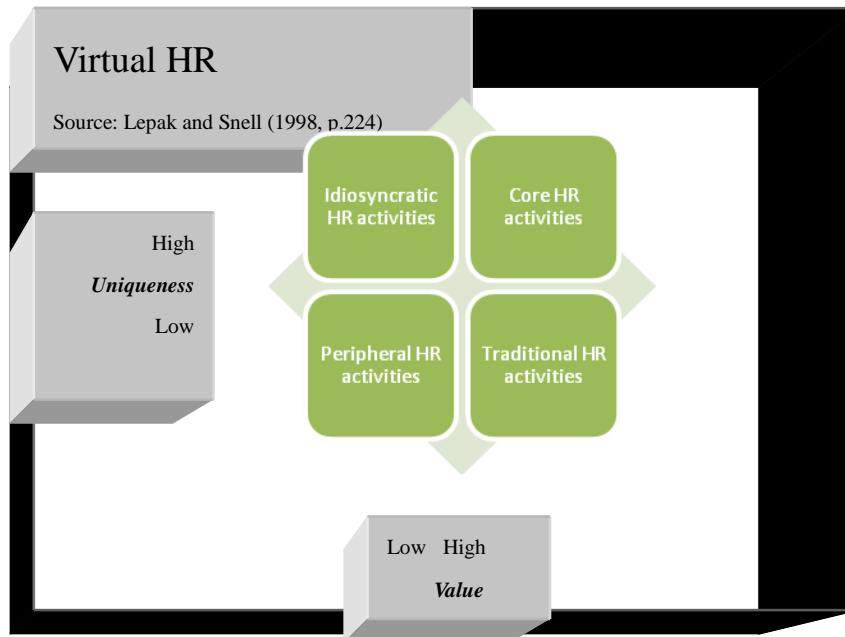 Virtual HR
Source: Lepak and Snell (1998, p.224)
Idiosyncratic
HR activities
Core HR
activities
High
Uniqueness
Low
Peripheral HR
activities
Traditional HR
activities
Low High
Value